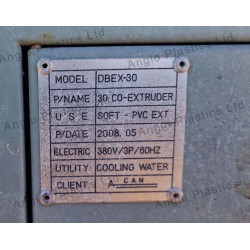 Anglo Plastics Ltd
MODEL DBEX-30
P/NAME 30 CO-EXTRUDER
U S E SOFT - PVC EXT
P/DATE 2008. 05
ELECTRIC 380V/3P/60HZ
UTILITY COOLING WATER
CLIENT A CAN